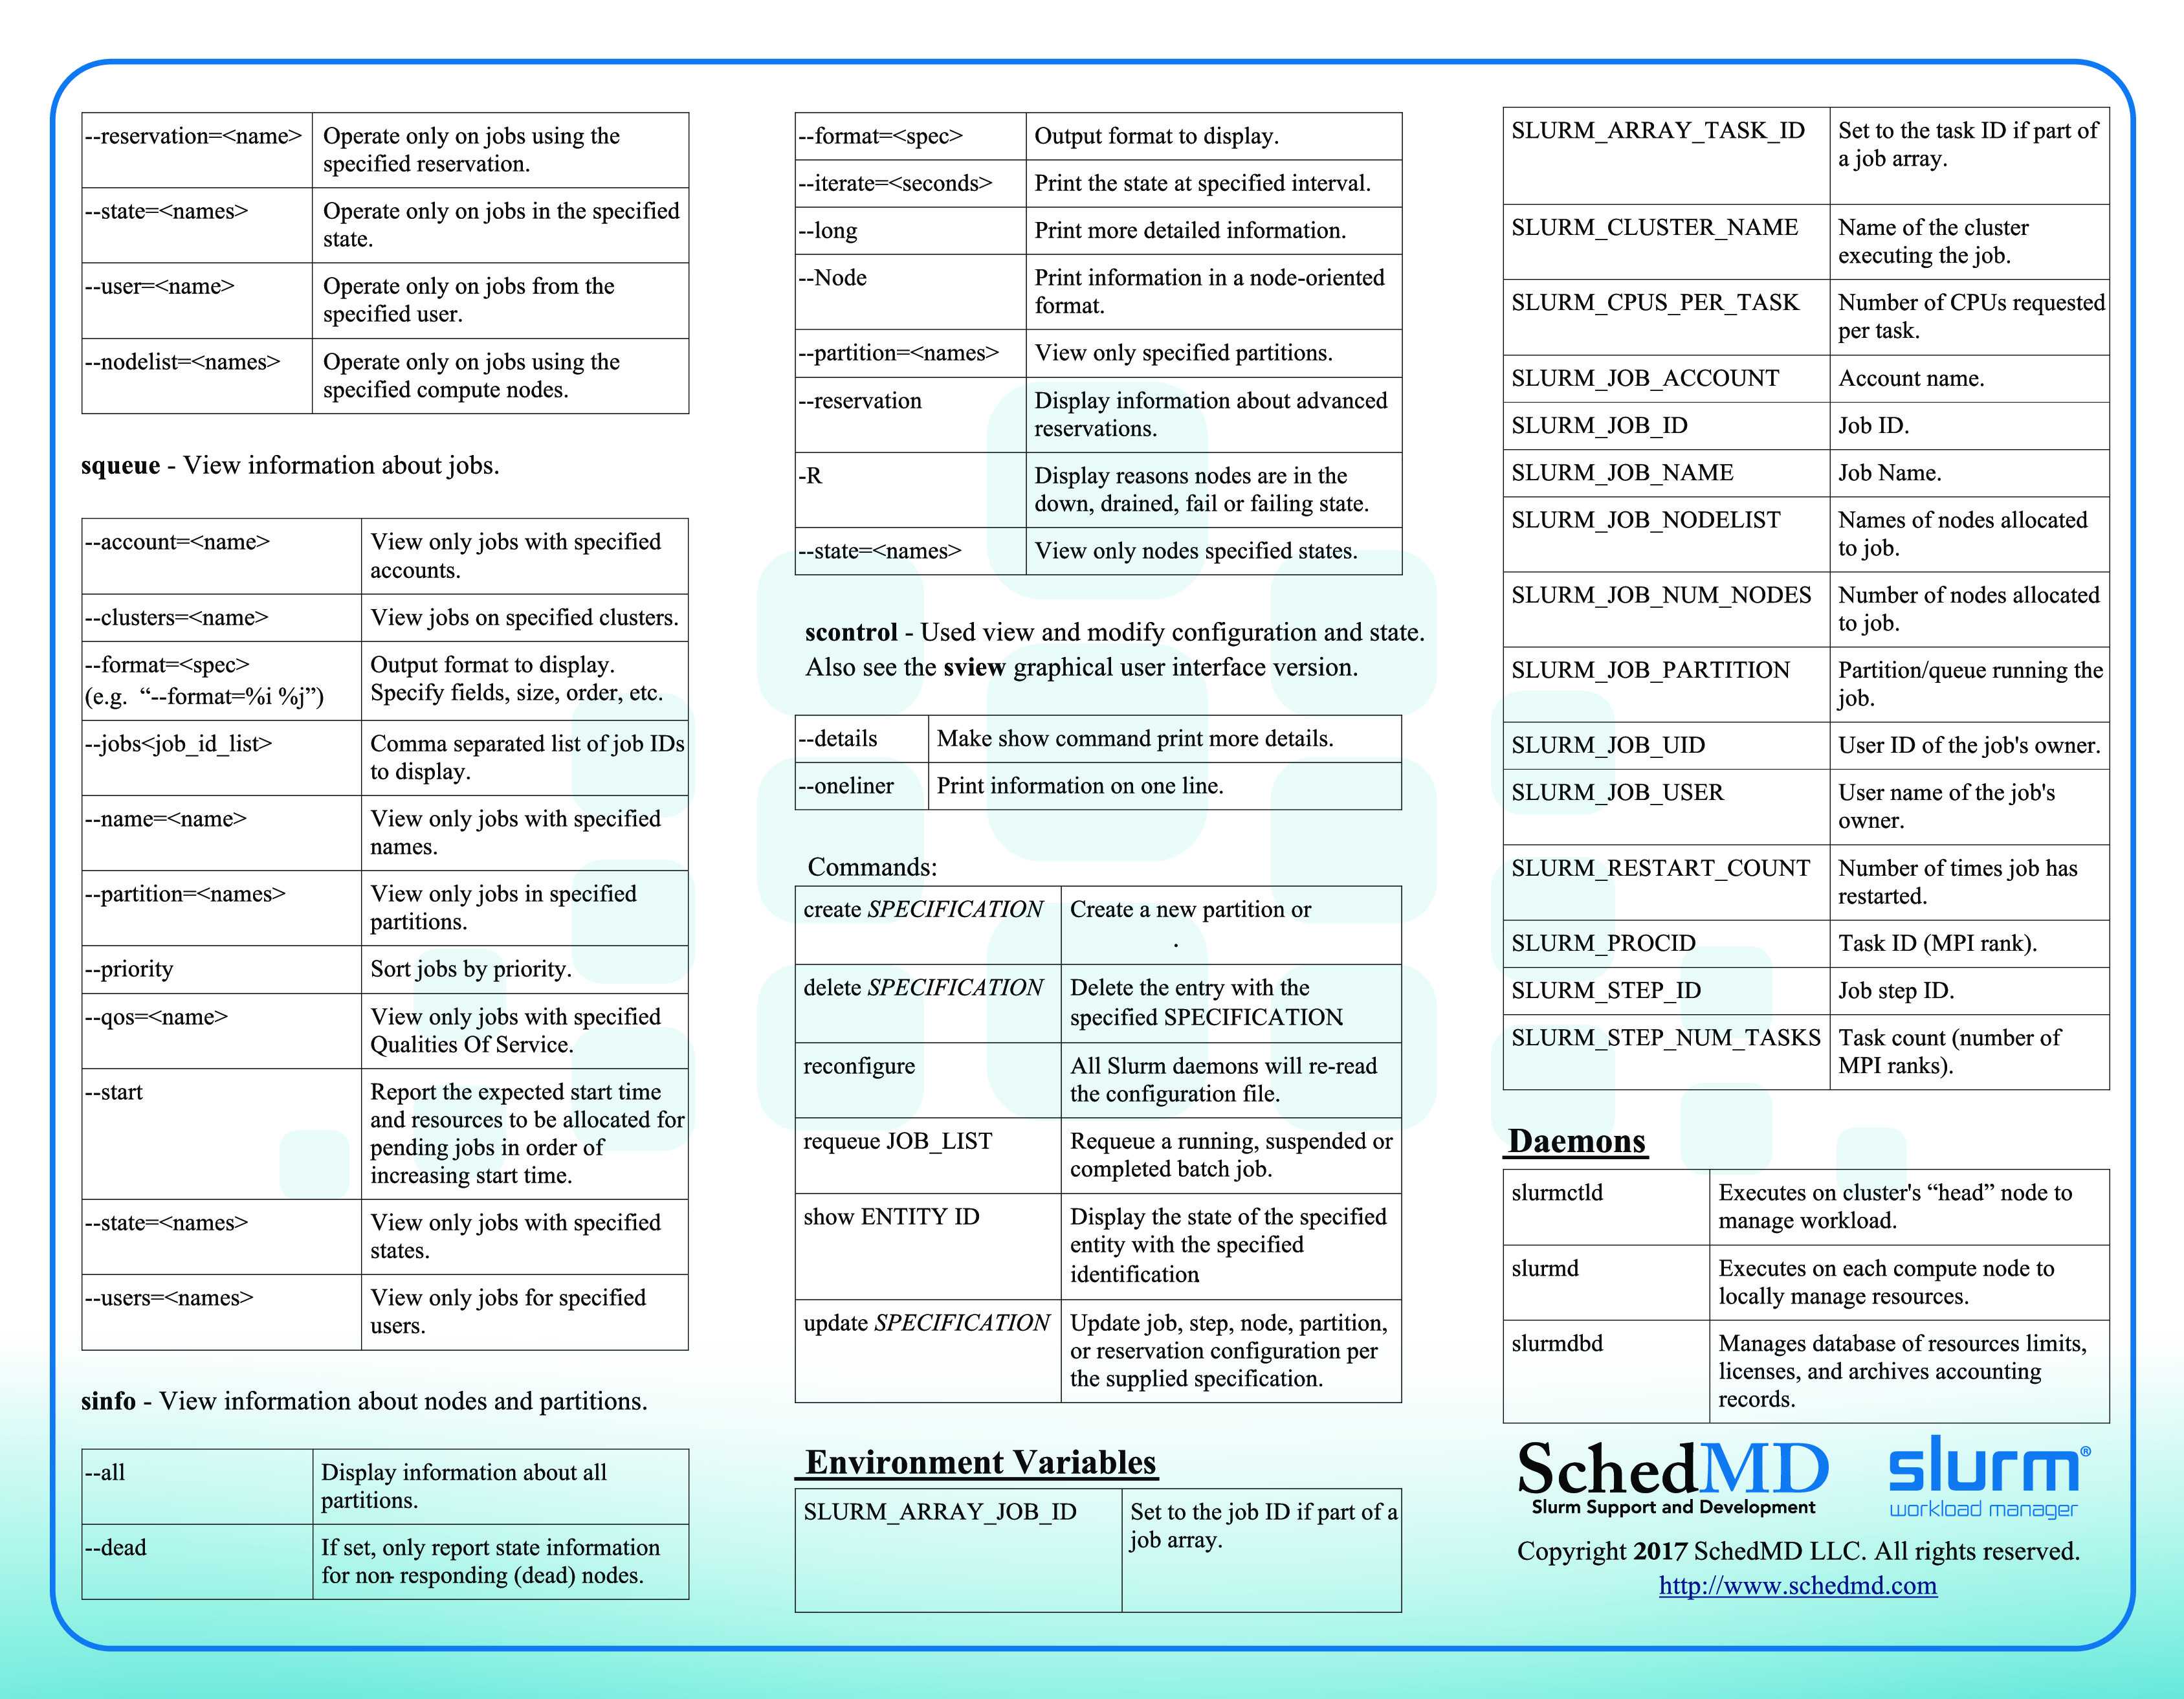 --reservation=<name>
Operate only on jobs using the
specified reservation.
--state=<names>
Operate only on jobs in the specified
state.
--user=<name>
Operate only on jobs from the
specified user.
--nodelist=<names>
Operate only on jobs using the
specified compute nodes.
squeue - View information about jobs.
--account=<name>
View only jobs with specified
accounts.
--clusters=<name>
View jobs on specified clusters.
--format=<spec>
(e.g. “--format=%i %j”)
Output format to display.
Specify fields, size, order, etc.
--jobs<job_id_list>
Comma separated list of job IDs
to display.
--name=<name>
View only jobs with specified
names.
--partition=<names>
View only jobs in specified
partitions.
--priority
Sort jobs by priority.
--qos=<name>
View only jobs with specified
Qualities Of Service.
--start
Report the expected start time
and resources to be allocated for
pending jobs in order of
increasing start time.
--state=<names>
View only jobs with specified
states.
--users=<names>
View only jobs for specified
users.
sinfo - View information about nodes and partitions.
--all
Display information about all
partitions.
--dead
If set, only report state information
for non- responding (dead) nodes.
--format=<spec>
Output format to display.
--iterate=<seconds>
Print the state at specified interval.
--long
Print more detailed information.
--Node
Print information in a node-oriented
format.
--partition=<names>
View only specified partitions.
--reservation
Display information about advanced
reservations.
-R
Display reasons nodes are in the
down, drained, fail or failing state.
--state=<names>
View only nodes specified states.
scontrol - Used view and modify configuration and state.
Also see the sview graphical user interface version.
--details
Make show command print more details.
--oneliner
Print information on one line.
Commands:
create SPECIFICATION
Create a new partition or
.
delete SPECIFICATION
Delete the entry with the
specified SPECIFICATION.
reconfigure
All Slurm daemons will re-read
the configuration file.
requeue JOB_LIST
Requeue a running, suspended or
completed batch job.
show ENTITY ID
Display the state of the specified
entity with the specified
identification.
update SPECIFICATION
Update job, step, node, partition,
or reservation configuration per
the supplied specification.
Environment Variables
SLURM_ARRAY_JOB_ID
Set to the job ID if part of a
job array.
SLURM_ARRAY_TASK_ID
Set to the task ID if part of
a job array.
SLURM_CLUSTER_NAME
Name of the cluster
executing the job.
SLURM_CPUS_PER_TASK
Number of CPUs requested
per task.
SLURM_JOB_ACCOUNT
Account name.
SLURM_JOB_ID
Job ID.
SLURM_JOB_NAME
Job Name.
SLURM_JOB_NODELIST
Names of nodes allocated
to job.
SLURM_JOB_NUM_NODES
Number of nodes allocated
to job.
SLURM_JOB_PARTITION
Partition/queue running the
job.
SLURM_JOB_UID
User ID of the job's owner.
SLURM_JOB_USER
User name of the job's
owner.
SLURM_RESTART_COUNT
Number of times job has
restarted.
SLURM_PROCID
Task ID (MPI rank).
SLURM_STEP_ID
Job step ID.
SLURM_STEP_NUM_TASKS
Task count (number of
MPI ranks).
Daemons
slurmctld
Executes on cluster's “head” node to
manage workload.
slurmd
Executes on each compute node to
locally manage resources.
slurmdbd
Manages database of resources limits,
licenses, and archives accounting
records.
SchedMD
Slurm Support and Development
slurm®
workload manager
Copyright 2017 SchedMD LLC. All rights reserved.
http://www.schedmd.com